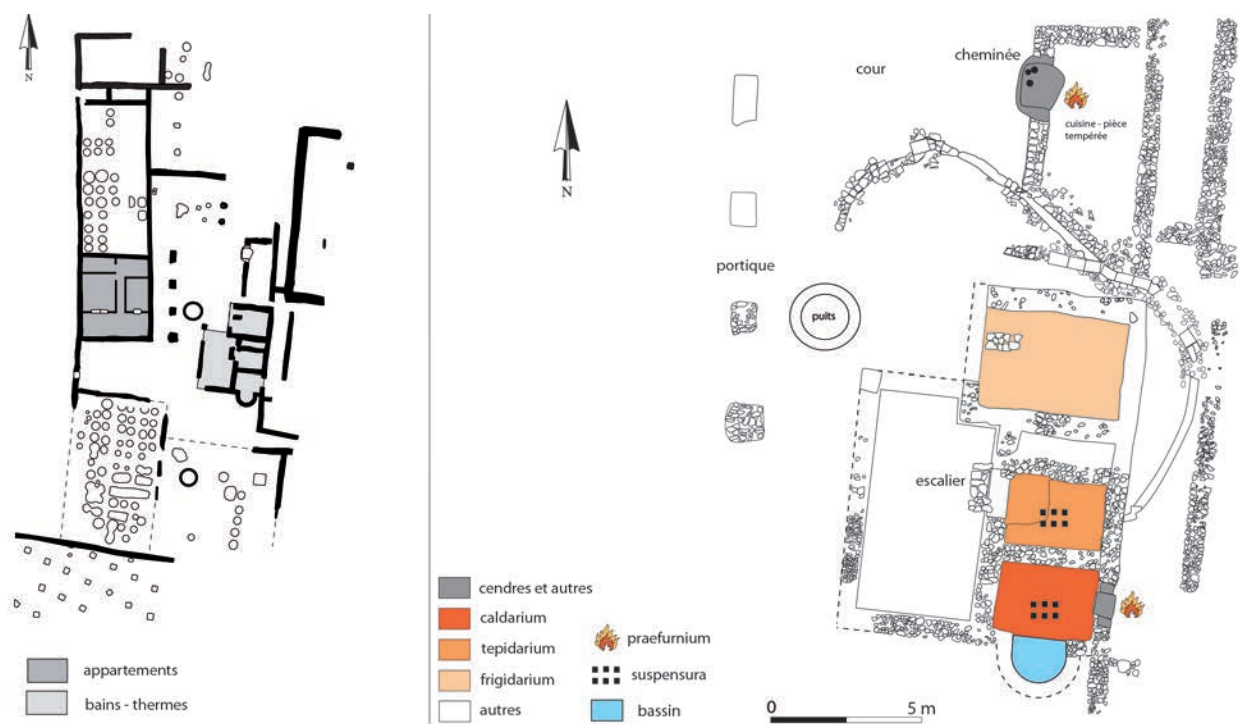 N
appartements
bains - thermes
N
cour
cheminée
cuisine - pièce
tempérée
portique
puits
escalier
cendres et autres
caldarium
tepidarium
frigidarium
autres
praefurnium
suspensura
bassin
0 5 m